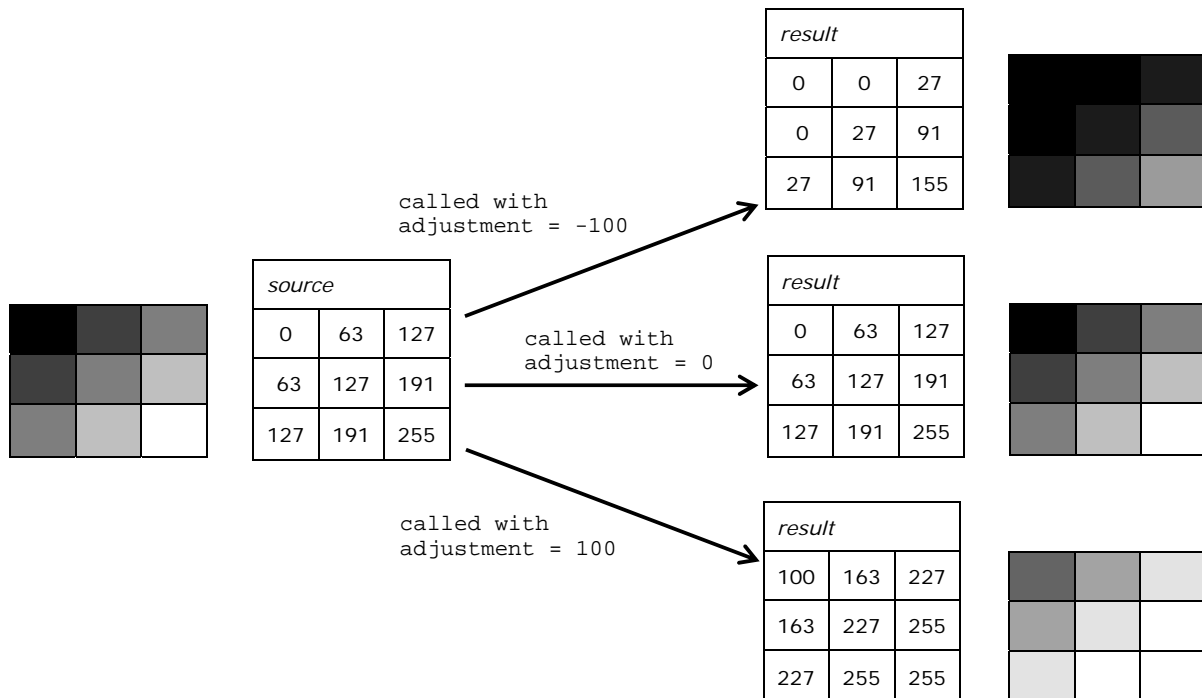 result
0 0 27
0 27 91
27 91 155
called with
adjustment = -100
source
0 63 127
63 127 191
127 191 255
called with
adjustment = 0
result
0 63 127
63 127 191
127 191 255
called with
adjustment = 100
result
100 163 227
163 227 255
227 255 255